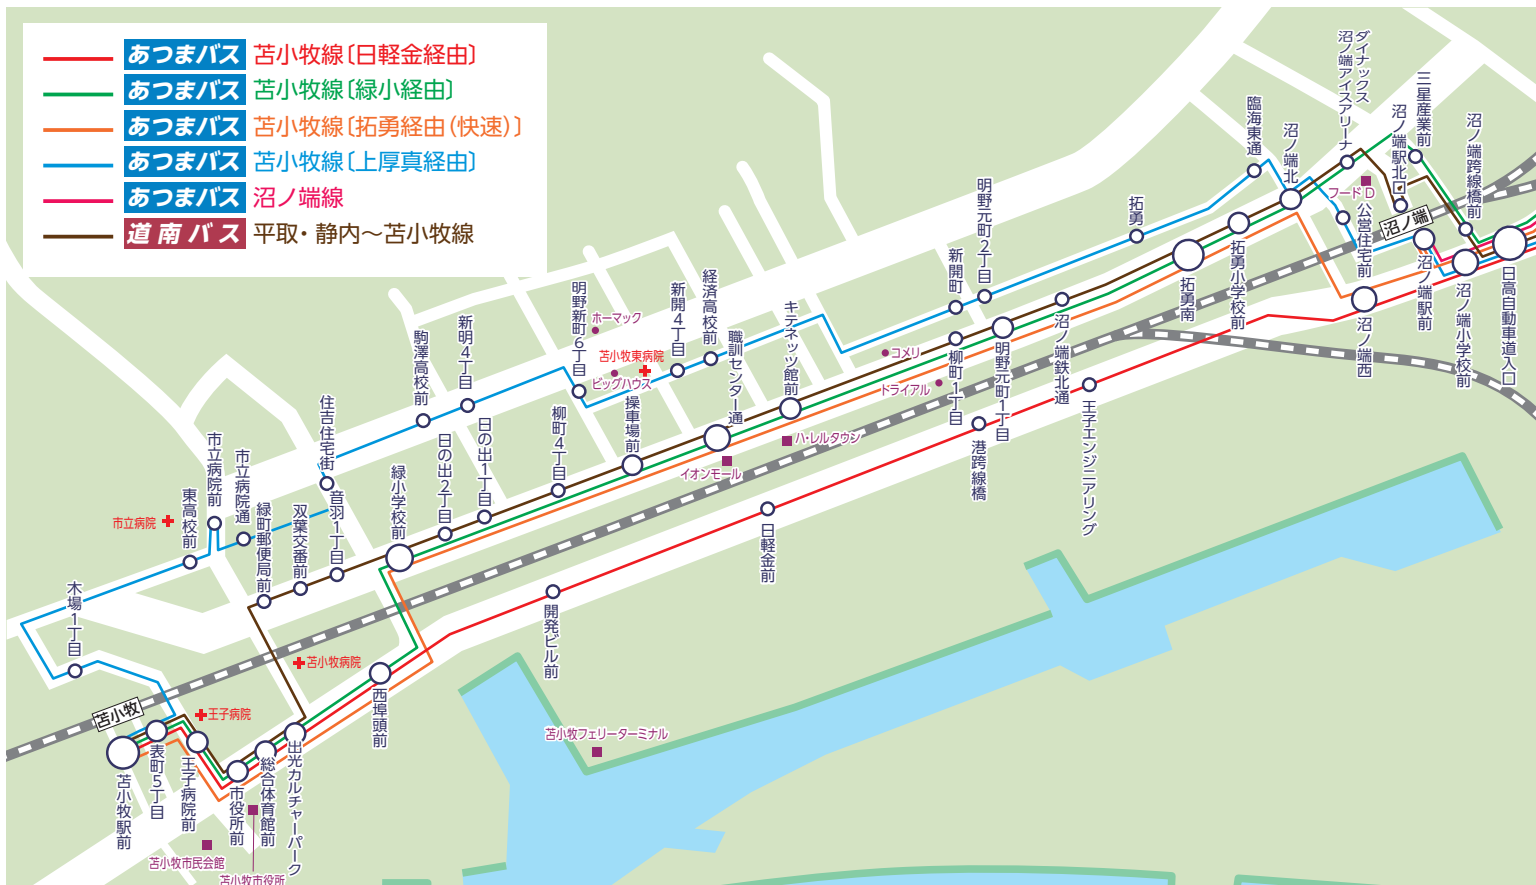 あつまバス 苫小牧線〔日軽金経由〕
あつまバス 苫小牧線〔緑小経由〕
あつまバス 苫小牧線〔拓勇経由(快速)〕
あつまバス 苫小牧線〔上厚真経由〕
あつまバス 沼ノ端線
道南バス 平取・静内〜苫小牧線
ダイナックス
沼ノ端アイスアリーナ
三星産業前
沼ノ端駅北口
沼ノ端跨線橋前
臨海東通
沼ノ端北
フードD
公営住宅前
沼ノ端
沼ノ端駅前
沼ノ端小学校前
日高自動車道入口
沼ノ端西
拓勇
拓勇小学校前
拓勇南
明野元町2丁目
新開町
沼ノ端鉄北通
明野元町1丁目
柳町1丁目
コメリ
トライアル
王子エンジニアリング
港跨線橋
キテネッツ館前
経済高校前
新開4丁目
職訓センター通
明野新町6丁目
ホーマック
苫小牧東病院
ビッグハウス
操車場前
ハ・レルタウン
イオンモール
日軽金前
柳町4丁目
新明4丁目
駒澤高校前
日の出1丁目
日の出2丁目
緑小学校前
住吉住宅街
音羽1丁目
双葉交番前
緑町郵便局前
市立病院通
市立病院前
東高校前
市立病院
木場1丁目
開発ビル前
西埠頭前
苫小牧病院
王子病院
苫小牧
苫小牧駅前
表町5丁目
王子病院前
市役所前
総合体育館前
出光カルチャーパーク
苫小牧フェリーターミナル
苫小牧市民会館
苫小牧市役所